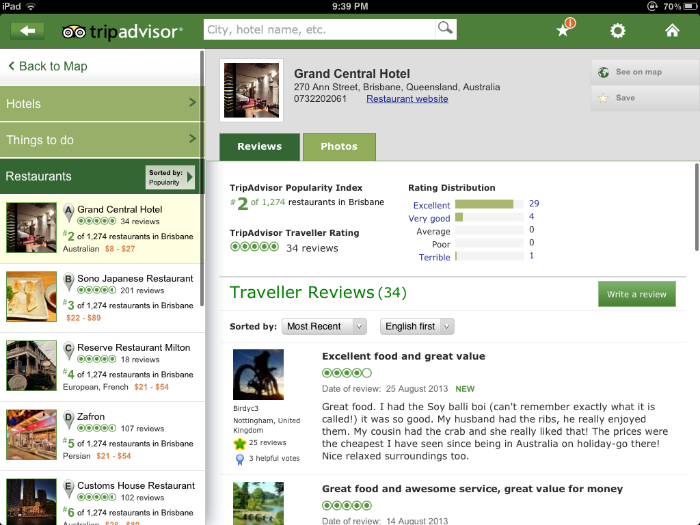 iPad
9:39 PM
70%
tripadvisor®
City, hotel name, etc.
Back to Map
Hotels
Things to do
Restaurants
Sorted by:
Popularity
A
Grand Central Hotel
34 reviews
#2 of 1,274 restaurants in Brisbane
Australian $8 - $27
B
Sono Japanese Restaurant
201 reviews
#3 of 1,274 restaurants in Brisbane
$22 - $89
C
Reserve Restaurant Milton
18 reviews
#4 of 1,274 restaurants in Brisbane
European, French $21 - $54
D
Zafron
107 reviews
#5 of 1,274 restaurants in Brisbane
Persian $21 - $54
E
Customs House Restaurant
102 reviews
#6 of 1,274 restaurants in Brisbane
Grand Central Hotel
270 Ann Street, Brisbane, Queensland, Australia
0732202061 Restaurant website
See on map
Save
Reviews
Photos
TripAdvisor Popularity Index
#2 of 1,274 restaurants in Brisbane
TripAdvisor Traveller Rating
34 reviews
Rating Distribution
Excellent 29
Very good 4
Average 0
Poor 0
Terrible 1
Traveller Reviews (34)
Write a review
Sorted by: Most Recent English first
Birdyc3
Nottingham, United
Kingdom
25 reviews
3 helpful votes
Excellent food and great value
Date of review: 25 August 2013 NEW
Great food. I had the Soy balli boi (can't remember exactly what it is
called!) it was so good. My husband had the ribs, he really enjoyed
them. My cousin had the crab and she really liked that! The prices were
the cheapest I have seen since being in Australia on holiday-go there!
Nice relaxed surroundings too.
Great food and awesome service, great value for money
Date of review: 14 August 2013